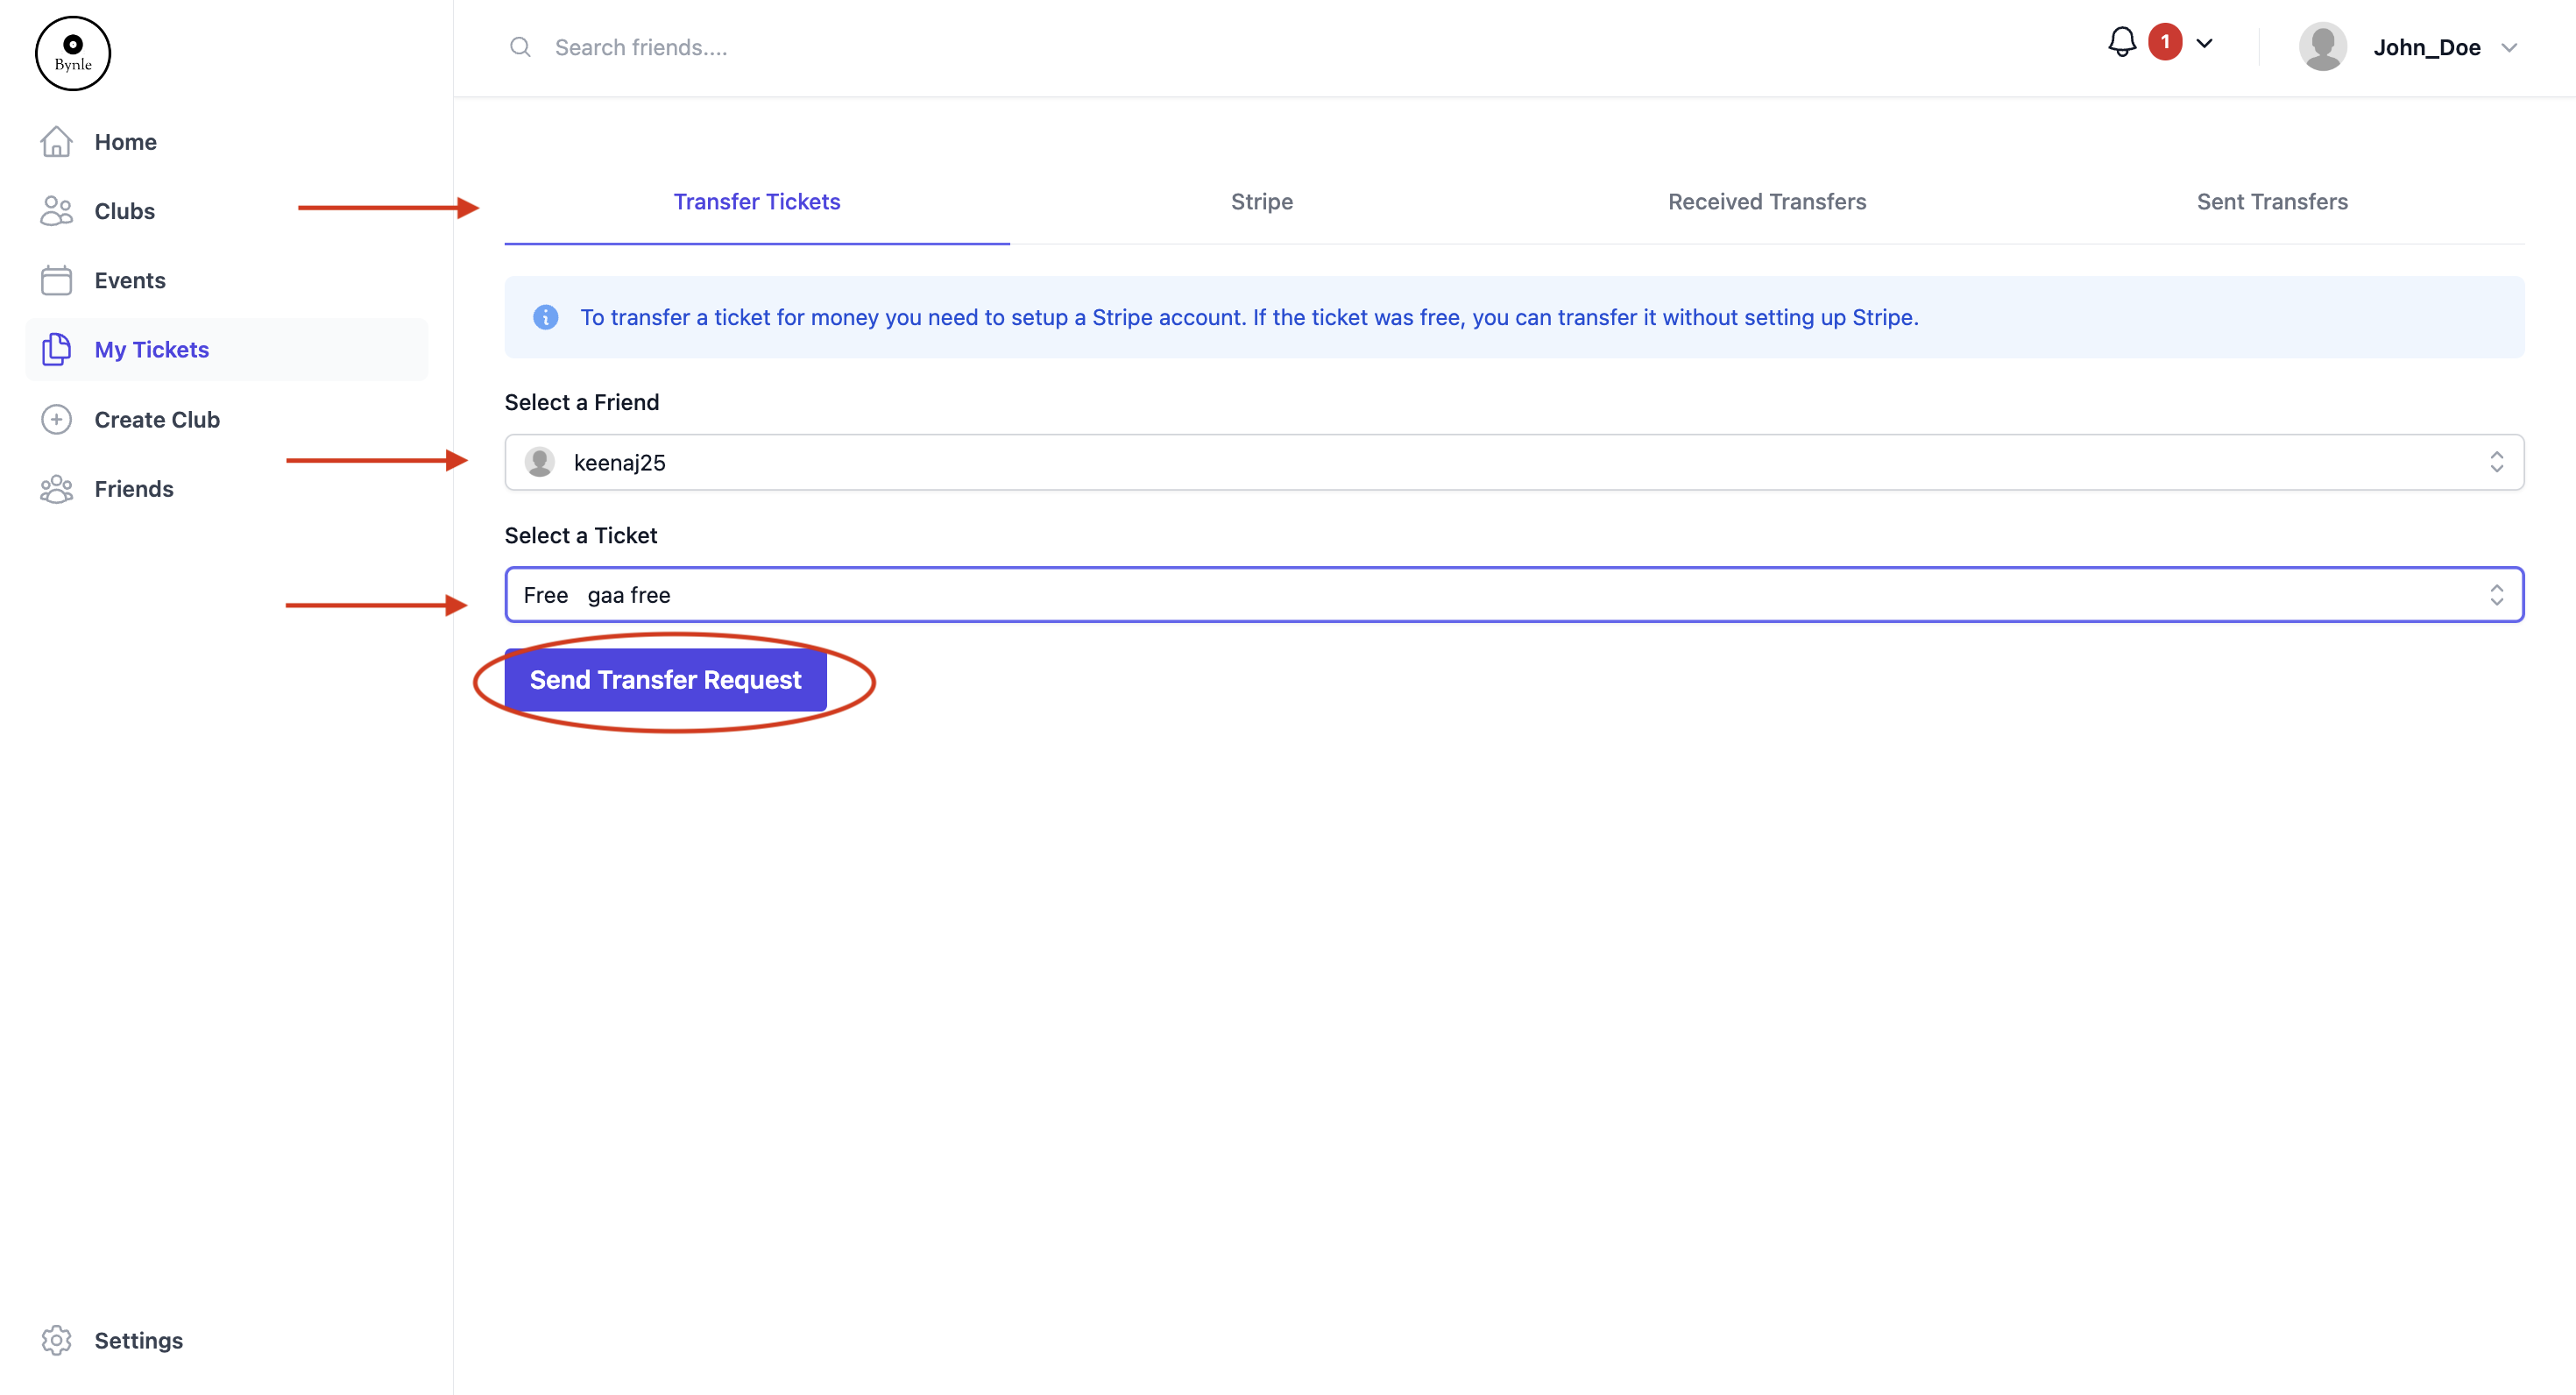 Bynle
Search friends....
1
John_Doe
Home
Clubs
Events
My Tickets
Create Club
Friends
Settings
Transfer Tickets
Stripe
Received Transfers
Sent Transfers
To transfer a ticket for money you need to setup a Stripe account. If the ticket was free, you can transfer it without setting up Stripe.
Select a Friend
keenaj25
Select a Ticket
Free gaa free
Send Transfer Request